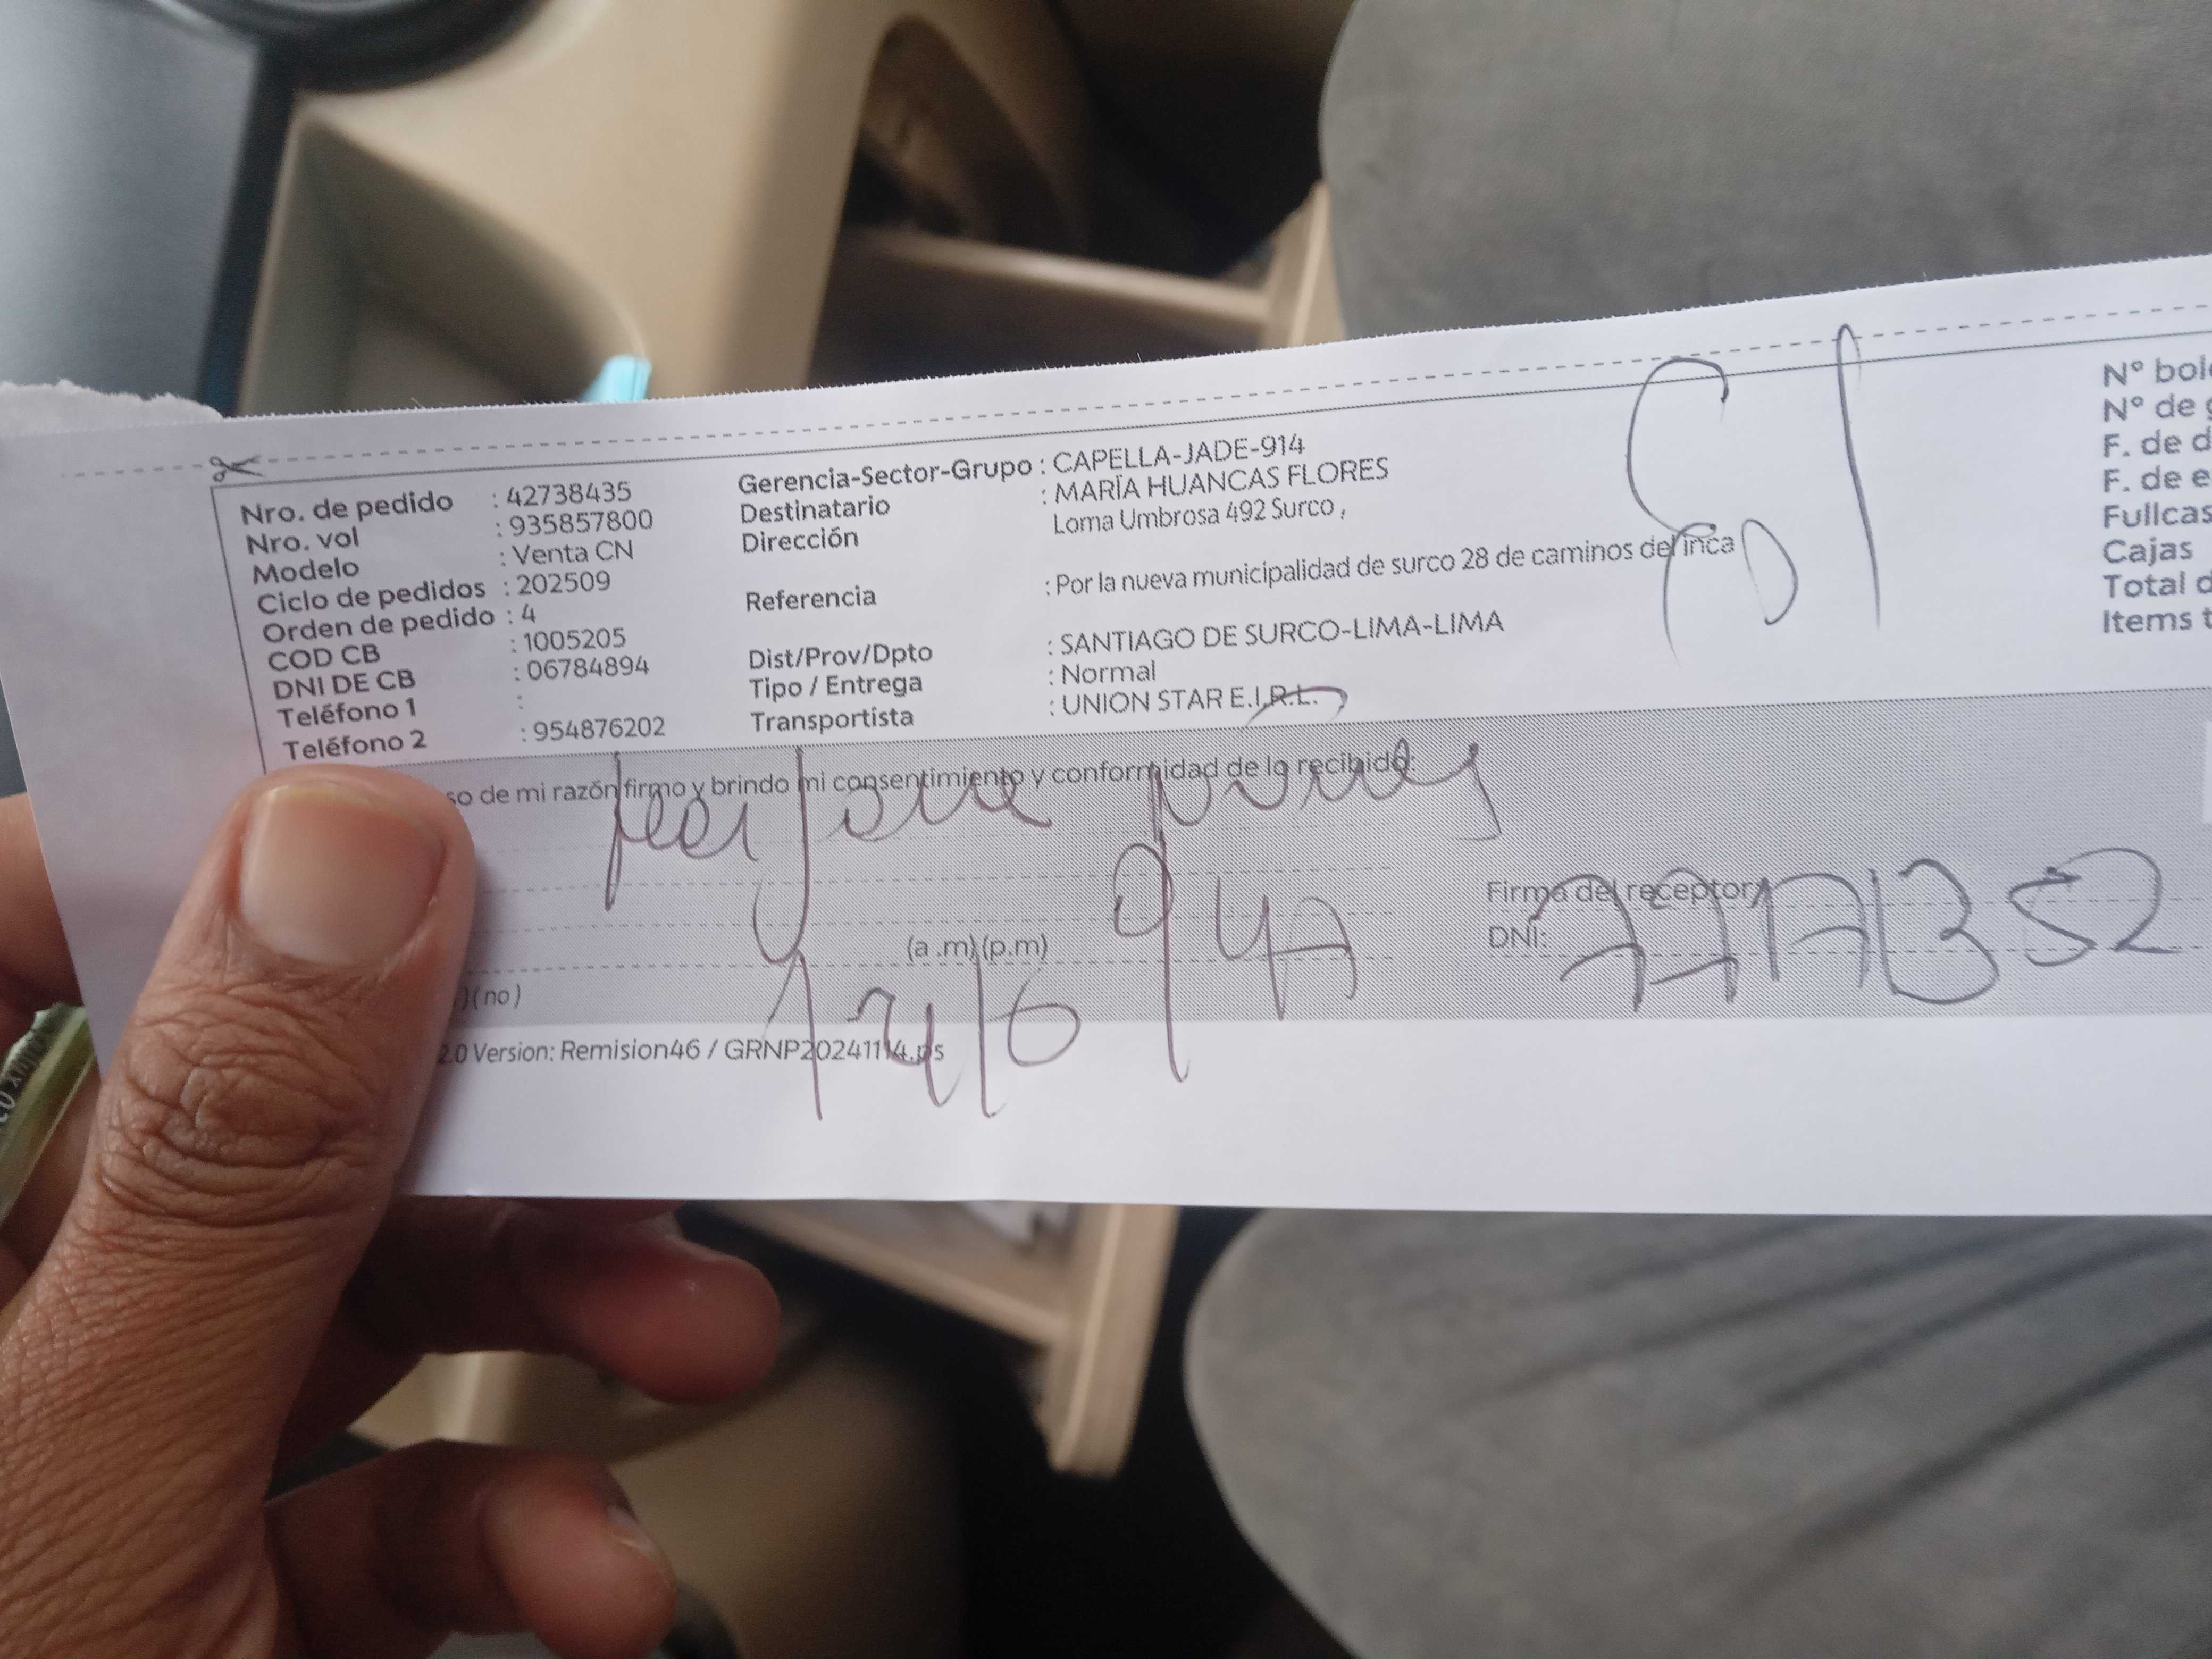 Nro. de pedido : 42738435
Nro. vol : 935857800
Modelo : Venta CN
Ciclo de pedidos : 202509
Orden de pedido : 4
COD CB : 1005205
DNI DE CB : 06784894
Teléfono 1 :
Teléfono 2 : 954876202
Gerencia-Sector-Grupo : CAPELLA-JADE-914
Destinatario : MARÍA HUANCAS FLORES
Dirección Loma Umbrosa 492 Surco ,
Referencia : Por la nueva municipalidad de surco 28 de caminos del inca
Dist/Prov/Dpto : SANTIAGO DE SURCO-LIMA-LIMA
Tipo / Entrega : Normal
Transportista : UNION STAR E.I.R.L.
N° bol
N° de g
F. de d
F. de e
Fullcas
Cajas
Total d
Items t
so de mi razón firmo y brindo mi consentimiento y conformidad de lo recibido:
Firma del receptor
(a .m) (p.m) 9 47
DNI: 77171352
) ( no )
2.0 Version: Remision46 / GRNP20241114.ps